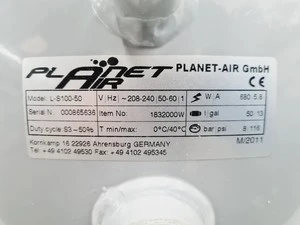 PLANET AIR
PLANET-AIR GmbH
CE
Model: L-S100-50 V|Hz ~208-240|50-60|1 W|A 680|5.8
Serial N. 000865636 Item Nr: 1832000W l|gal 50|13
Duty cycle S3 - 50% T min/max: 0°C/40°C bar|psi 8|116
Kornkamp 16 22926 Ahrensburg GERMANY
Tel: + 49 4102 49530 Fax: + 49 4102 495345
M/2011